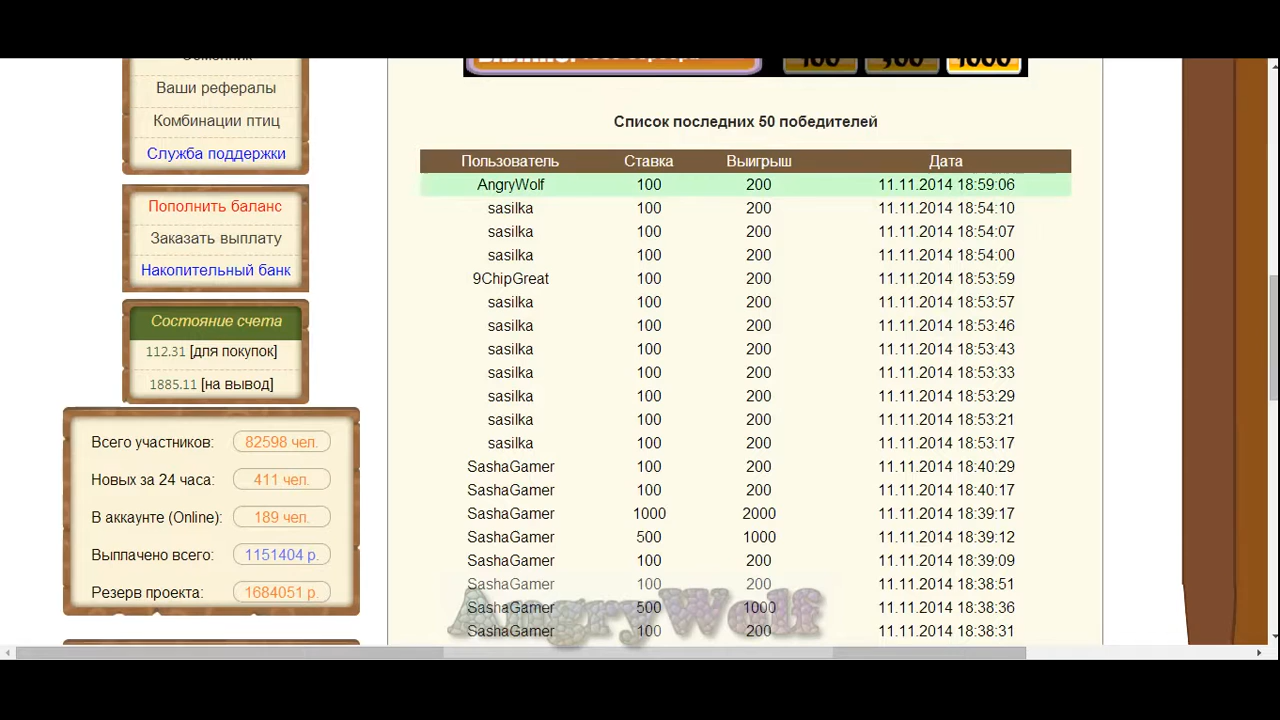 Обменник
Ваши рефералы
Комбинации птиц
Служба поддержки
Пополнить баланс
Заказать выплату
Накопительный банк
Состояние счета
112.31 [для покупок]
1885.11 [на вывод]
Всего участников: 82598 чел.
Новых за 24 часа: 411 чел.
В аккаунте (Online): 189 чел.
Выплачено всего: 1151404 р.
Резерв проекта: 1684051 р.
100 500 1000
Список последних 50 победителей
Пользователь Ставка Выигрыш Дата
AngryWolf 100 200 11.11.2014 18:59:06
sasilka 100 200 11.11.2014 18:54:10
sasilka 100 200 11.11.2014 18:54:07
sasilka 100 200 11.11.2014 18:54:00
9ChipGreat 100 200 11.11.2014 18:53:59
sasilka 100 200 11.11.2014 18:53:57
sasilka 100 200 11.11.2014 18:53:46
sasilka 100 200 11.11.2014 18:53:43
sasilka 100 200 11.11.2014 18:53:33
sasilka 100 200 11.11.2014 18:53:29
sasilka 100 200 11.11.2014 18:53:21
sasilka 100 200 11.11.2014 18:53:17
SashaGamer 100 200 11.11.2014 18:40:29
SashaGamer 100 200 11.11.2014 18:40:17
SashaGamer 1000 2000 11.11.2014 18:39:17
SashaGamer 500 1000 11.11.2014 18:39:12
SashaGamer 100 200 11.11.2014 18:39:09
SashaGamer 100 200 11.11.2014 18:38:51
SashaGamer 500 1000 11.11.2014 18:38:36
SashaGamer 100 200 11.11.2014 18:38:31
AngryWolf